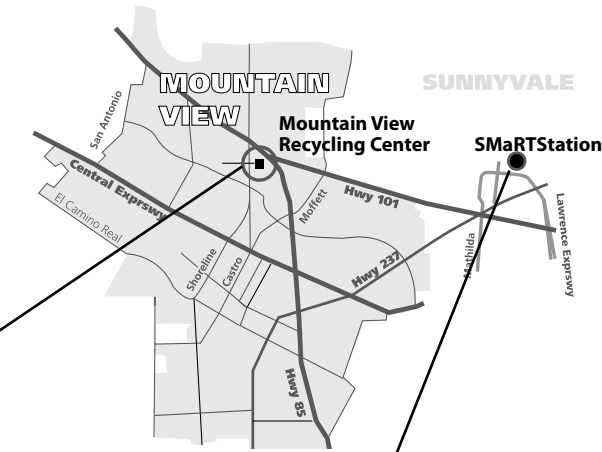 MOUNTAIN
VIEW
SUNNYVALE
Mountain View
Recycling Center
SMaRTStation
San Antonio
Central Exprswy
El Camino Real
Moffett
Hwy 101
Shoreline
Castro
Hwy 237
Mathilda
Lawrence Exprswy
Hwy 85